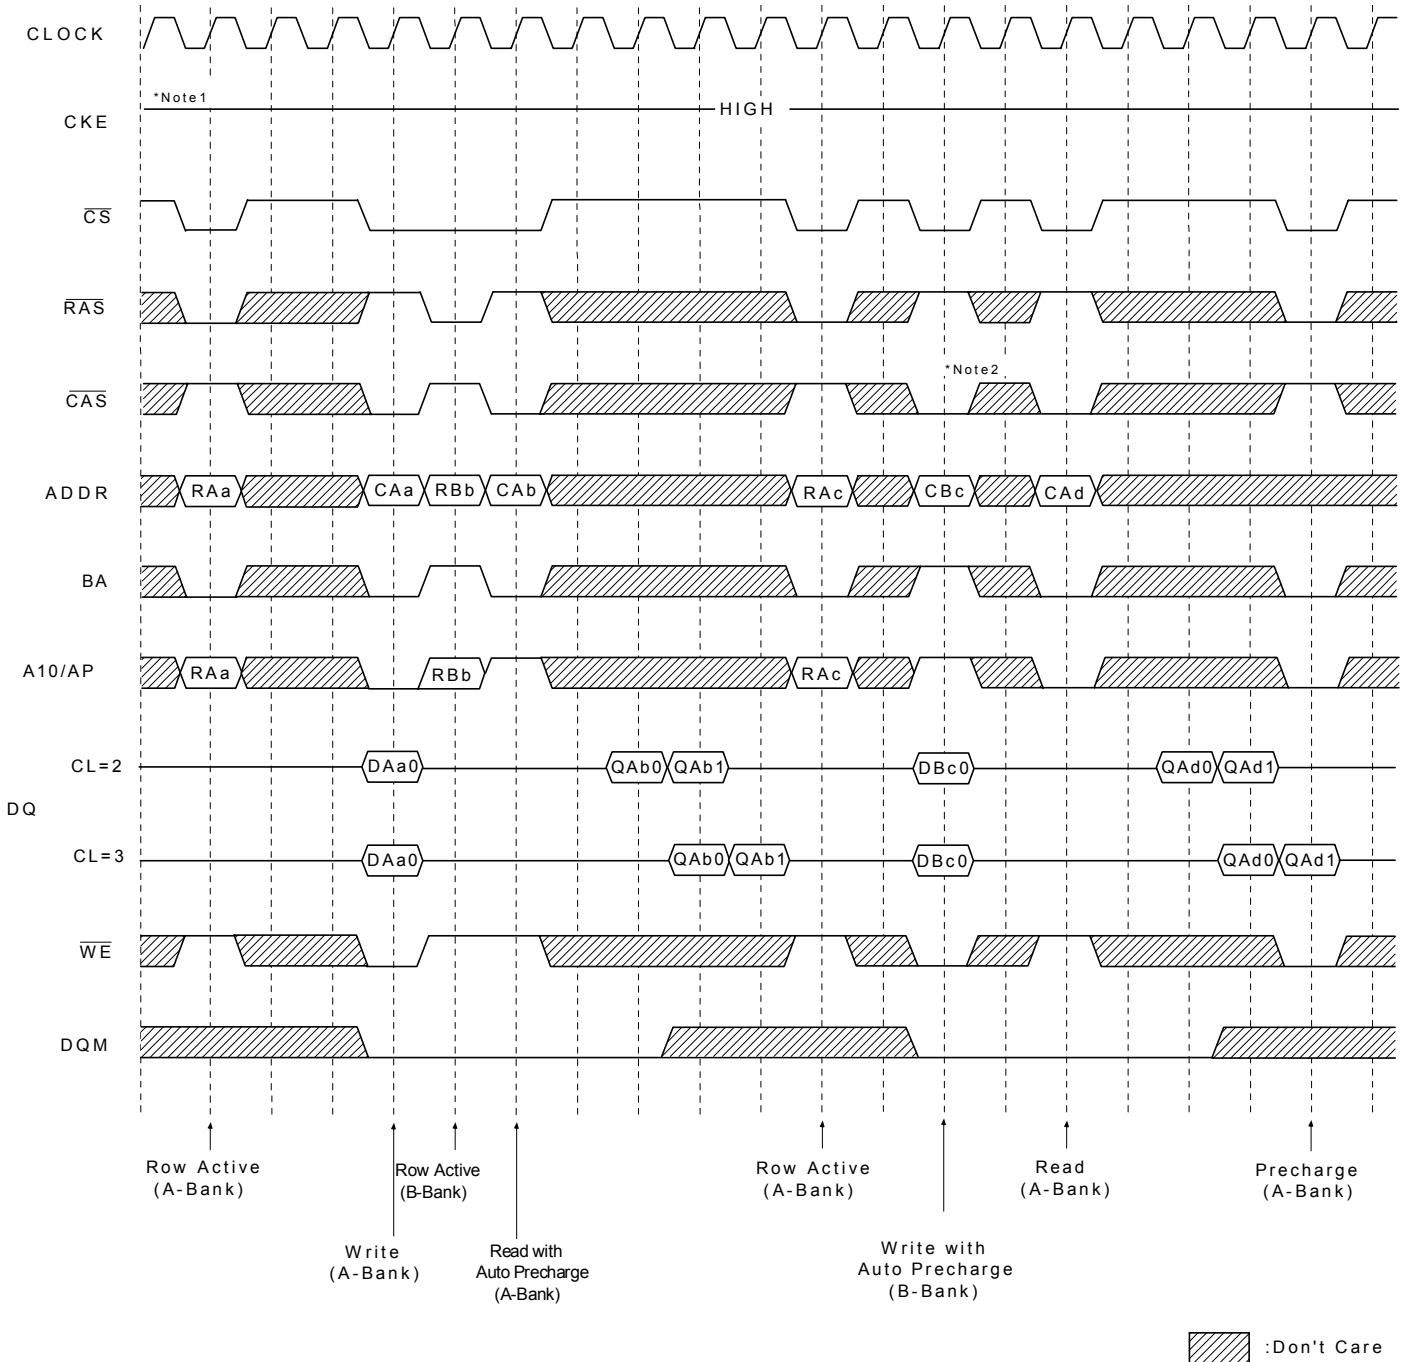 CLOCK
*Note1
CKE
HIGH
CS
RAS
CAS
*Note2
ADDR
RAa CAa RBb CAb RAc CBc CAd
BA
A10/AP
RAa RBb RAc
CL=2
DAa0 QAb0 QAb1 DBc0 QAd0 QAd1
DQ
CL=3
DAa0 QAb0 QAb1 DBc0 QAd0 QAd1
WE
DQM
Row Active
(A-Bank)
Row Active
(B-Bank)
Row Active
(A-Bank)
Read
(A-Bank)
Precharge
(A-Bank)
Write
(A-Bank)
Read with
Auto Precharge
(A-Bank)
Write with
Auto Precharge
(B-Bank)
:Don't Care